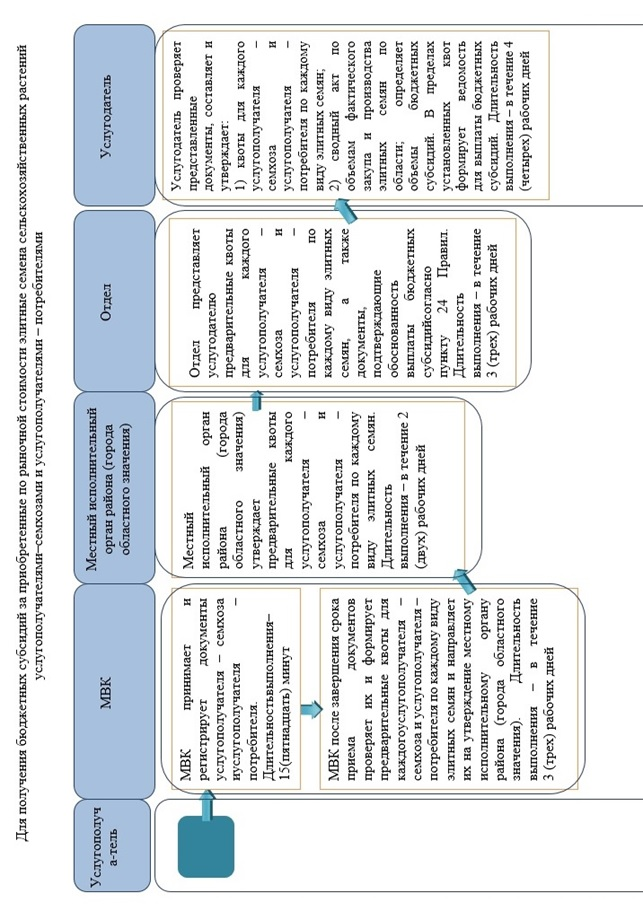 Для получения бюджетных субсидий за приобретенные по рыночной стоимости элитные семена сельскохозяйственных растений
услугополучателями–семхозами и услугополучателями – потребителями
Услугополуч
а-тель
МВК
МВК принимает и
регистрирует документы
услугополучателя – семхоза
иуслугополучателя –
потребителя.
Длительностьвыполнения–
15(пятнадцать) минут
МВК после завершения срока
приема документов
проверяет их и формирует
предварительные квоты для
каждогоуслугополучателя –
семхоза и услугополучателя –
потребителя по каждому виду
элитных семян и направляет
их на утверждение местному
исполнительному органу
района (города областного
значения). Длительность
выполнения – в течение
3 (трех) рабочих дней
Местный исполнительный
орган района (города
областного значения)
Местный
исполнительный орган
района (города
областного значения)
утверждает
предварительные квоты
для каждого
услугополучателя –
семхоза и
услугополучателя –
потребителя по каждому
виду элитных семян.
Длительность
выполнения – в течение 2
(двух) рабочих дней
Отдел
Отдел представляет
услугодателю
предварительные квоты
для каждого
услугополучателя –
семхоза и
услугополучателя –
потребителя по
каждому виду элитных
семян, а также
документы,
подтверждающие
обоснованность
выплаты бюджетных
субсидийсогласно
пункту 24 Правил.
Длительность
выполнения – в течение
3 (трех) рабочих дней
Услугодатель
Услугодатель проверяет
представленные
документы, составляет и
утверждает:
1) квоты для каждого
услугополучателя –
семхоза и
услугополучателя –
потребителя по каждому
виду элитных семян;
2) сводный акт по
объемам фактического
закупа и производства
элитных семян по
области; определяет
объемы бюджетных
субсидий. В пределах
установленных квот
формирует ведомость
для выплаты бюджетных
субсидий. Длительность
выполнения – в течение 4
(четырех) рабочих дней